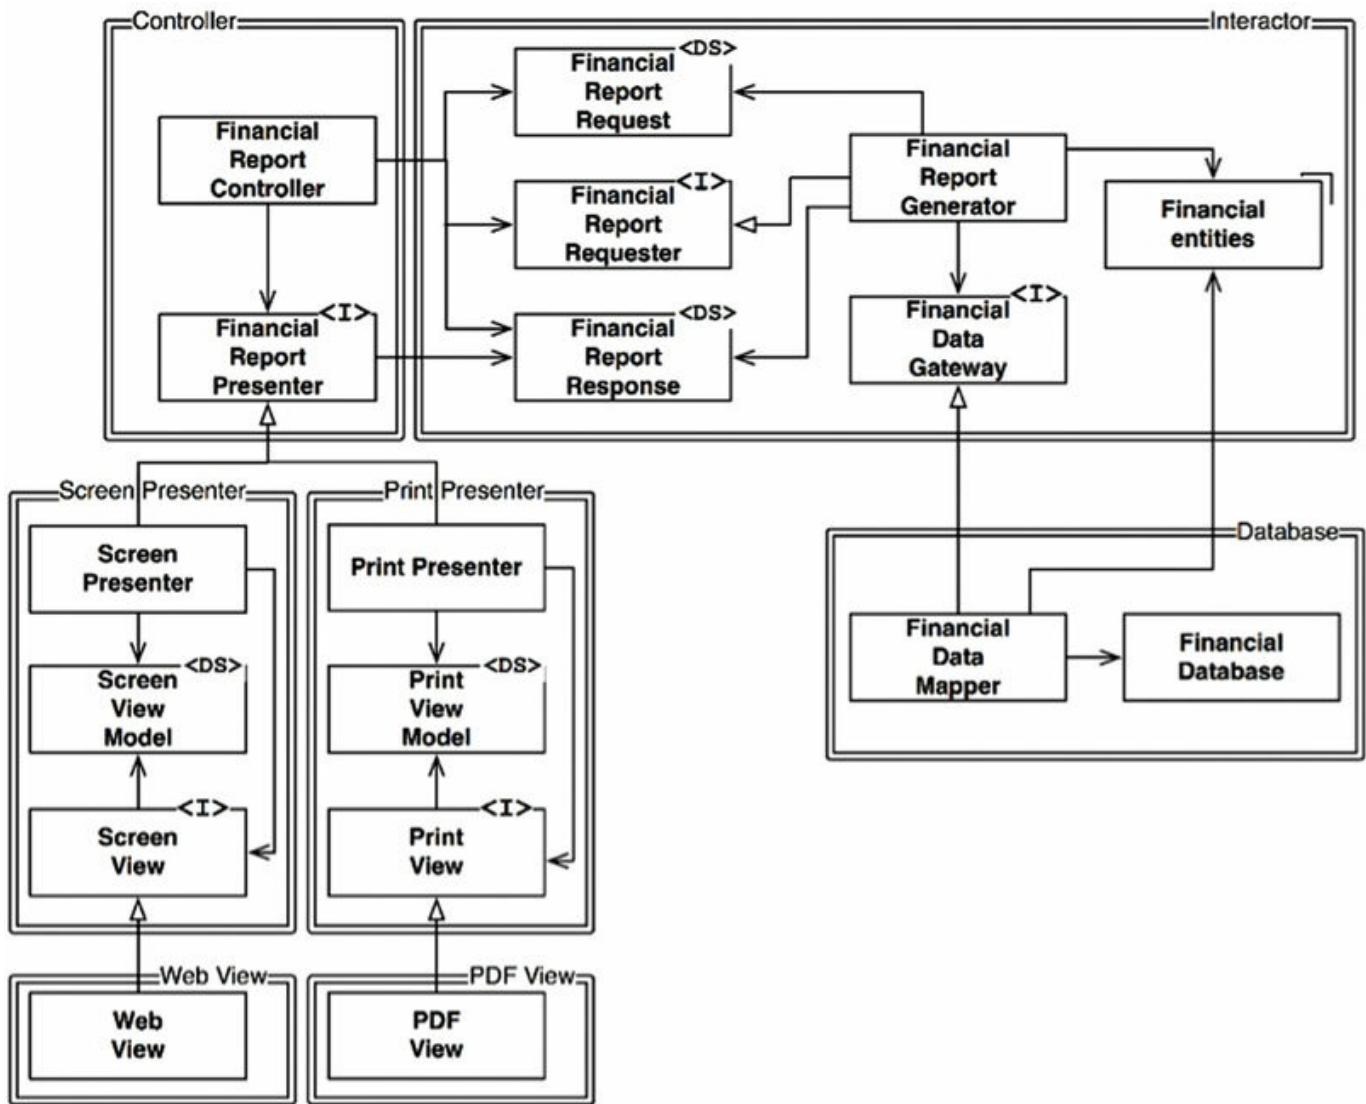 Controller
Interactor
<DS>
Financial
Report
Request
Financial
Report
Controller
Financial
Report
Generator
<I>
Financial
Report
Requester
Financial
entities
<I>
Financial
Report
Presenter
<DS>
Financial
Report
Response
<I>
Financial
Data
Gateway
Screen Presenter
Print Presenter
Database
Screen
Presenter
Print Presenter
Financial
Data
Mapper
Financial
Database
<DS>
Screen
View
Model
<DS>
Print
View
Model
<I>
Screen
View
<I>
Print
View
Web View
PDF View
Web
View
PDF
View